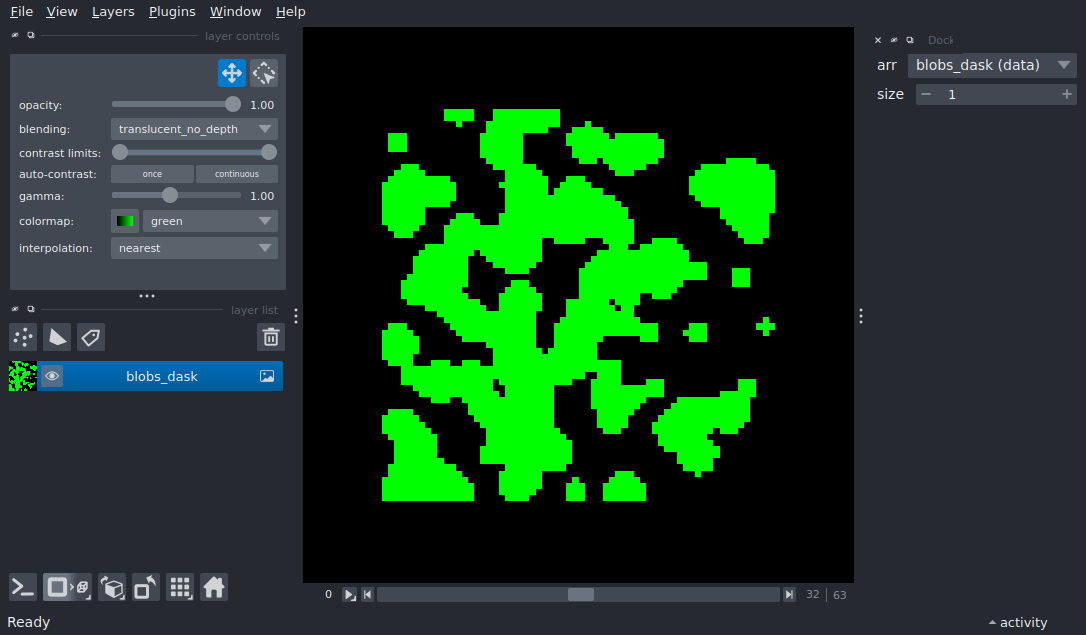 File View Layers Plugins Window Help
layer controls
opacity: 1.00
blending: translucent_no_depth
contrast limits:
auto-contrast: once continuous
gamma: 1.00
colormap: green
interpolation: nearest
layer list
blobs_dask
Dock
arr blobs_dask (data)
size 1
0 32 63
Ready activity